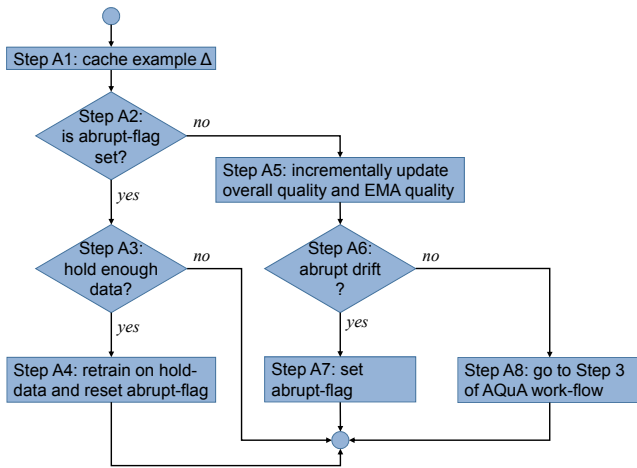 Step A1: cache example Δ
Step A2:
is abrupt-flag
set?
no
yes
Step A5: incrementally update
overall quality and EMA quality
Step A3:
hold enough
data?
no
yes
Step A6:
abrupt drift
?
no
yes
Step A4: retrain on hold-
data and reset abrupt-flag
Step A7: set
abrupt-flag
Step A8: go to Step 3
of AQuA work-flow